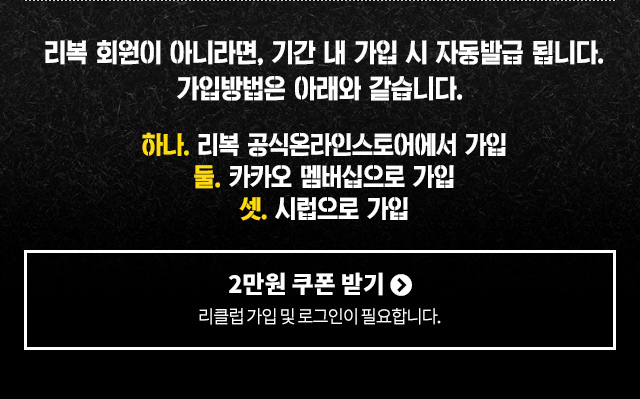 리복 회원이 아니라면, 기간 내 가입 시 자동발급 됩니다.
가입방법은 아래와 같습니다.
하나. 리복 공식온라인스토어에서 가입
둘. 카카오 멤버십으로 가입
셋. 시럽으로 가입
2만원 쿠폰 받기
리클럽 가입 및 로그인이 필요합니다.